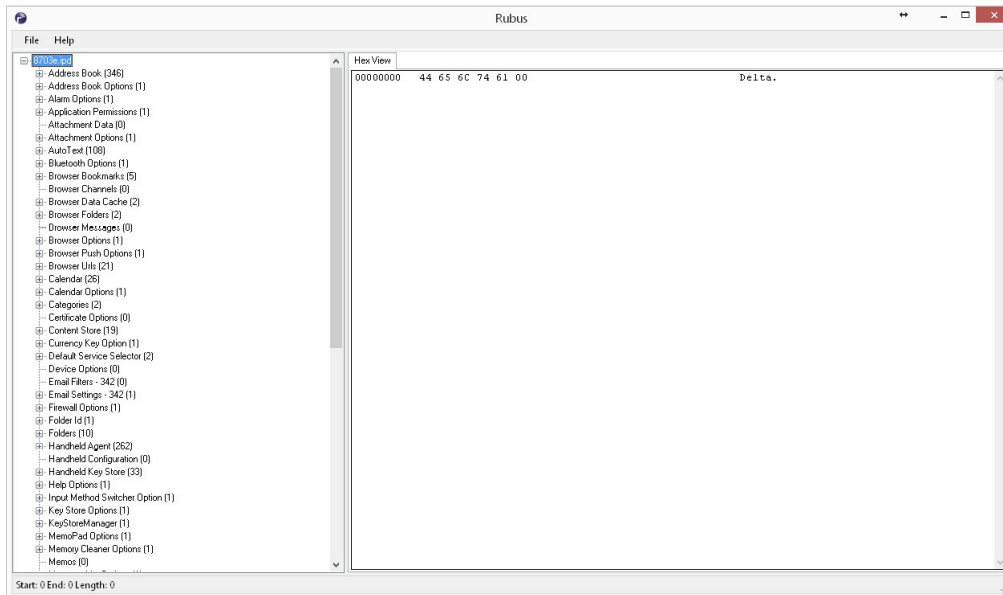 Rubus
File Help
8703e.ipd
Address Book (346)
Address Book Options (1)
Alarm Options (1)
Application Permissions (1)
Attachment Data (0)
Attachment Options (1)
AutoText (108)
Bluetooth Options (1)
Browser Bookmarks (5)
Browser Channels (0)
Browser Data Cache (2)
Browser Folders (2)
Browser Messages (0)
Browser Options (1)
Browser Push Options (1)
Browser Urls (21)
Calendar (26)
Calendar Options (1)
Categories (2)
Certificate Options (0)
Content Store (19)
Currency Key Option (1)
Default Service Selector (2)
Device Options (0)
Email Filters - 342 (0)
Email Settings - 342 (1)
Firewall Options (1)
Folder Id (1)
Folders (10)
Handheld Agent (262)
Handheld Configuration (0)
Handheld Key Store (33)
Help Options (1)
Input Method Switcher Option (1)
Key Store Options (1)
KeyStoreManager (1)
MemoPad Options (1)
Memory Cleaner Options (1)
Memos (0)
Hex View
00000000 44 65 6C 74 61 00 Delta.
Start: 0 End: 0 Length: 0